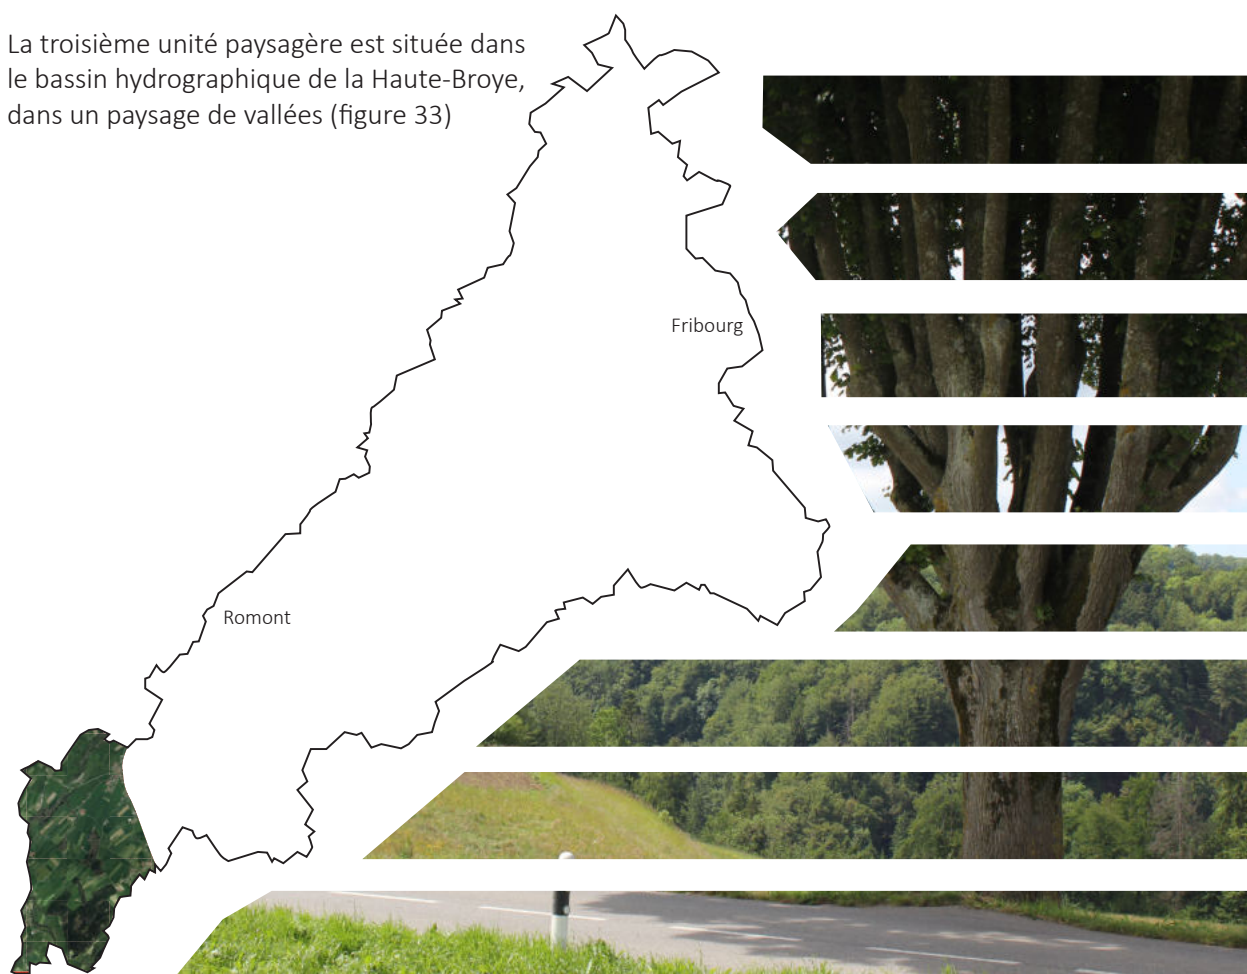 La troisième unité paysagère est située dans
le bassin hydrographique de la Haute-Broye,
dans un paysage de vallées (figure 33)
Fribourg
Romont